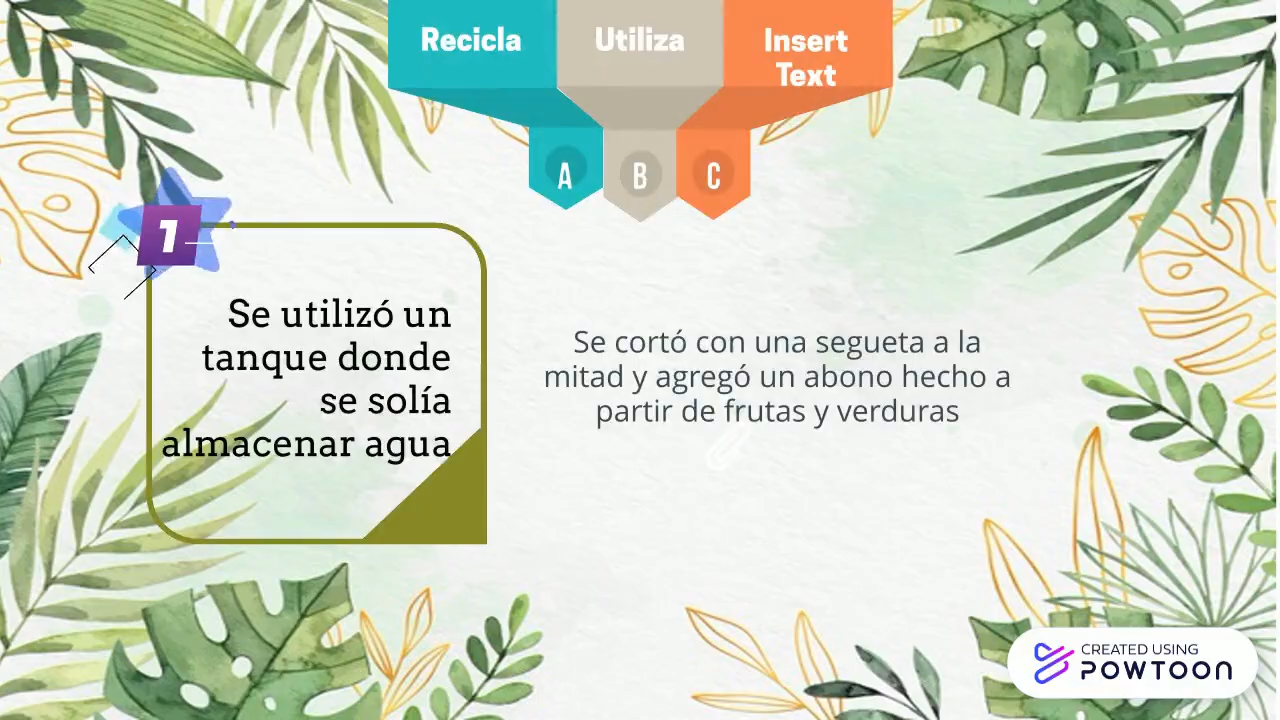 Recicla
Utiliza
Insert
Text
A
B
C
1
Se utilizó un
tanque donde
se solía
almacenar agua
Se cortó con una segueta a la
mitad y agregó un abono hecho a
partir de frutas y verduras
CREATED USING
POWTOON